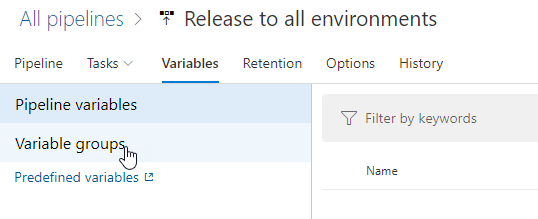 All pipelines > Release to all environments
Pipeline Tasks Variables Retention Options History
Pipeline variables
Filter by keywords
Variable groups
Name
Predefined variables